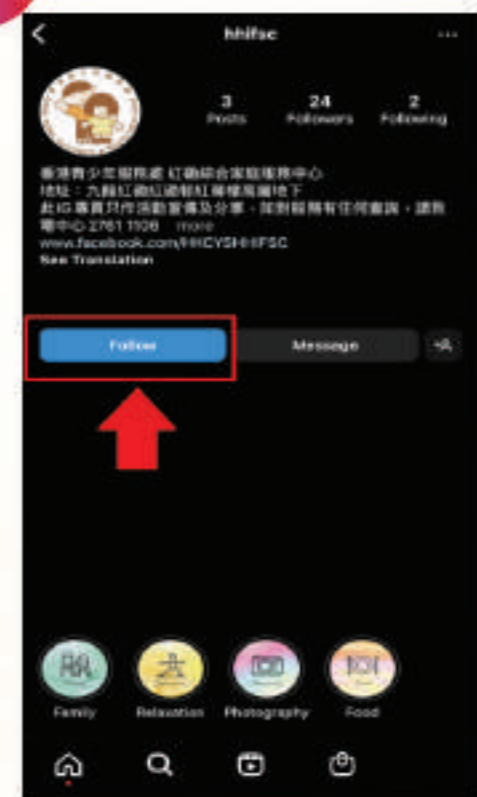 hhifsc
3 24 2
Posts Followers Following
香港青少年服務處 紅磡綜合家庭服務中心
地址：九龍紅磡紅磡邨紅 樓 地下
此IG專頁只作活動宣傳及分享，如對服務有任何查詢，請致
電中心 2761 1106 more
www.facebook.com/HKCYSHHIFSC
See Translation
Follow Message
Family Relaxation Photography Food